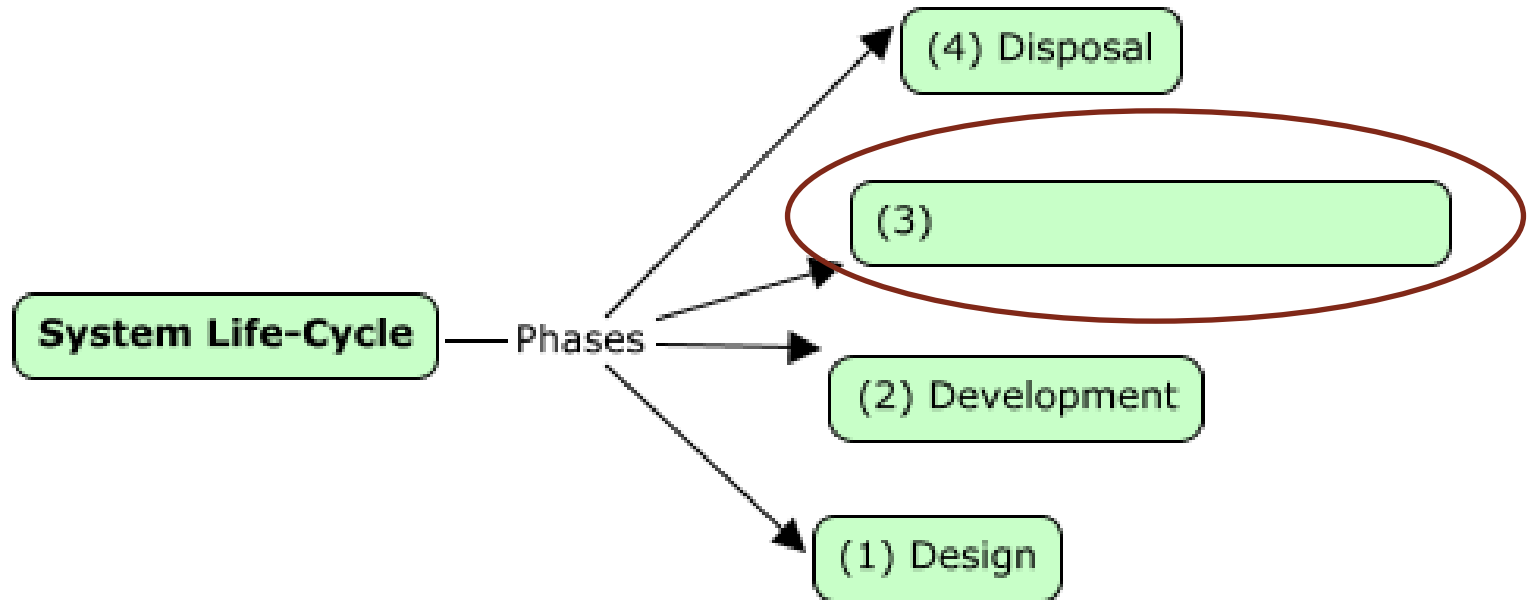 (4) Disposal
(3)
System Life-Cycle
Phases
(2) Development
(1) Design